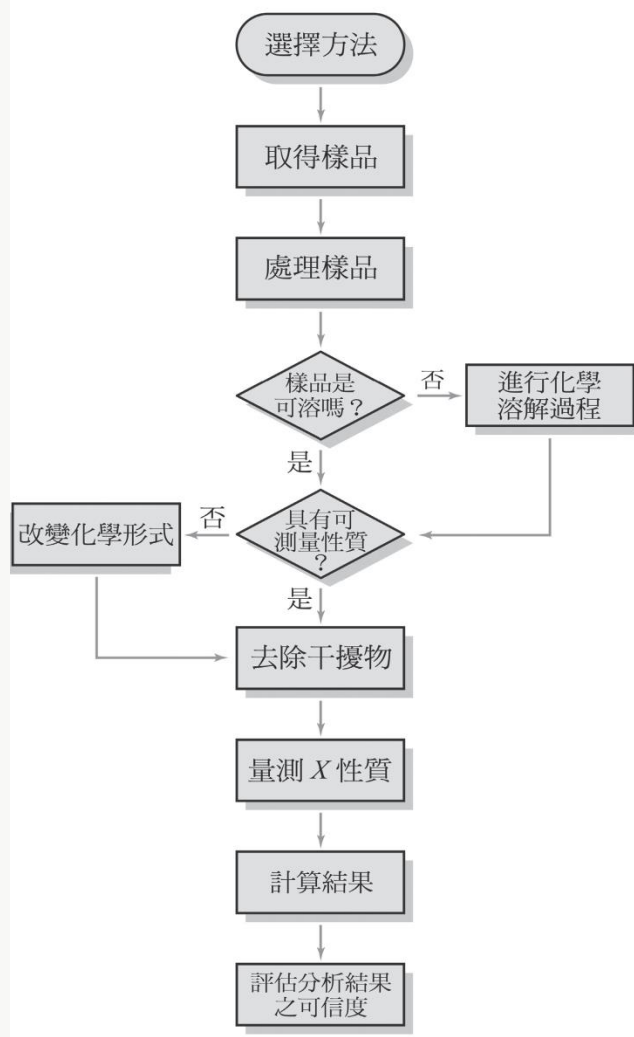 選擇方法
取得樣品
處理樣品
樣品是
可溶嗎？
否
進行化學
溶解過程
是
具有可
測量性質
？
否
改變化學形式
是
去除干擾物
量測 X 性質
計算結果
評估分析結果
之可信度